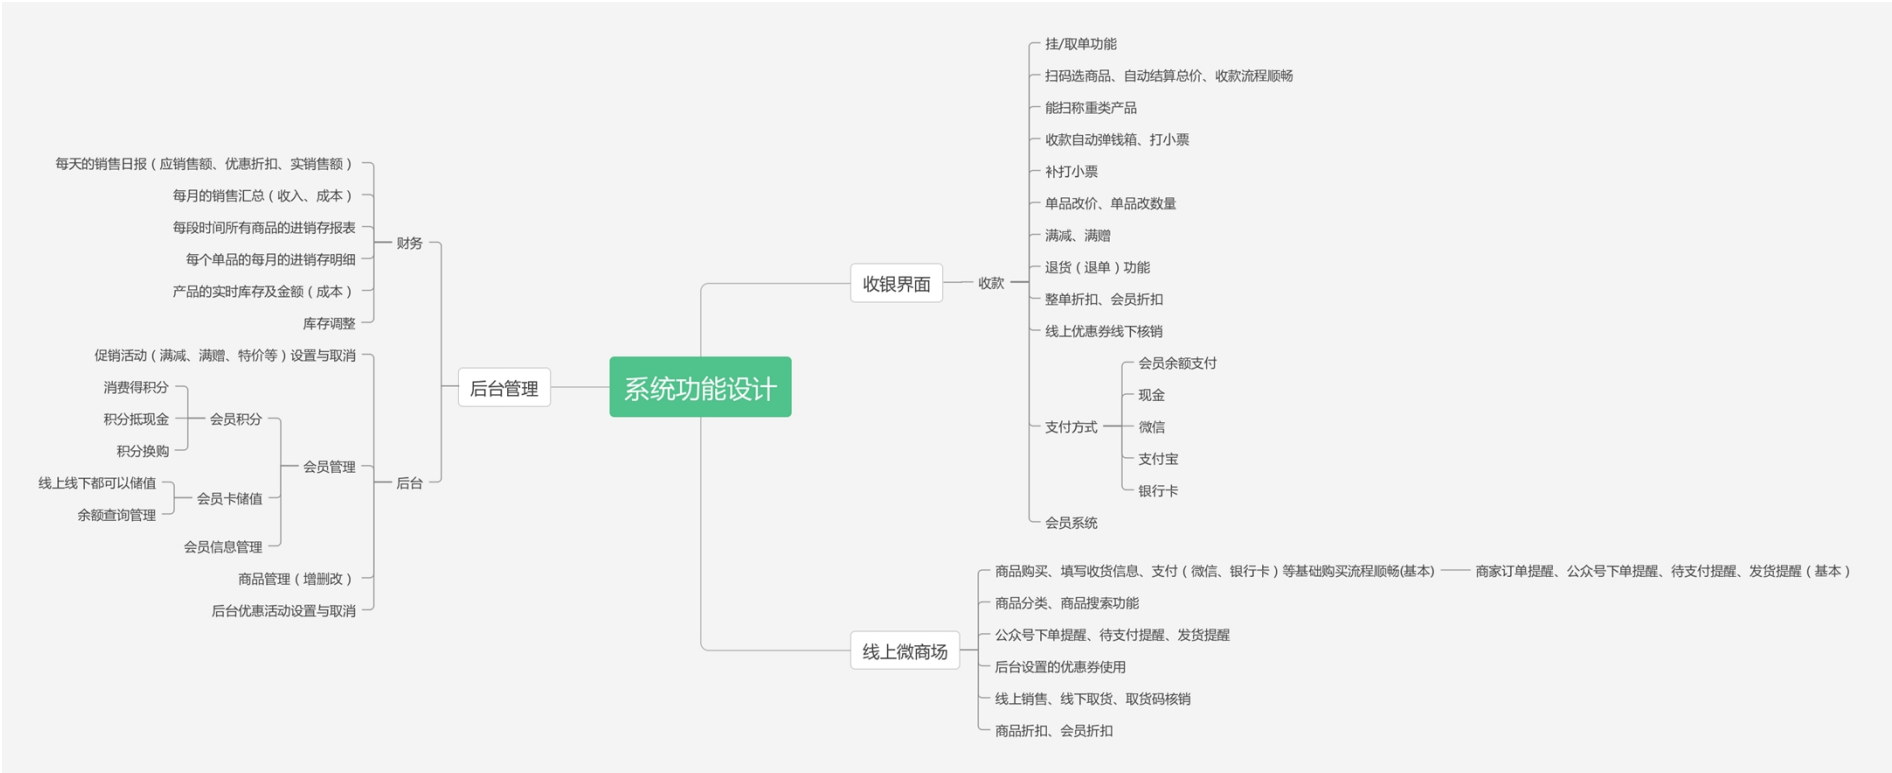 系统功能设计
收银界面
收款
挂/取单功能
扫码选商品、自动结算总价、收款流程顺畅
能扫称重类产品
收款自动弹钱箱、打小票
补打小票
单品改价、单品改数量
满减、满赠
退货（退单）功能
整单折扣、会员折扣
线上优惠券线下核销
支付方式
会员余额支付
现金
微信
支付宝
银行卡
会员系统
线上微商场
商品购买、填写收货信息、支付（微信、银行卡）等基础购买流程顺畅(基本)
商家订单提醒、公众号下单提醒、待支付提醒、发货提醒（基本）
商品分类、商品搜索功能
公众号下单提醒、待支付提醒、发货提醒
后台设置的优惠券使用
线上销售、线下取货、取货码核销
商品折扣、会员折扣
后台管理
财务
每天的销售日报（应销售额、优惠折扣、实销售额）
每月的销售汇总（收入、成本）
每段时间所有商品的进销存报表
每个单品的每月的进销存明细
产品的实时库存及金额（成本）
库存调整
后台
促销活动（满减、满赠、特价等）设置与取消
会员管理
会员积分
消费得积分
积分抵现金
积分换购
会员卡储值
线上线下都可以储值
余额查询管理
会员信息管理
商品管理（增删改）
后台优惠活动设置与取消